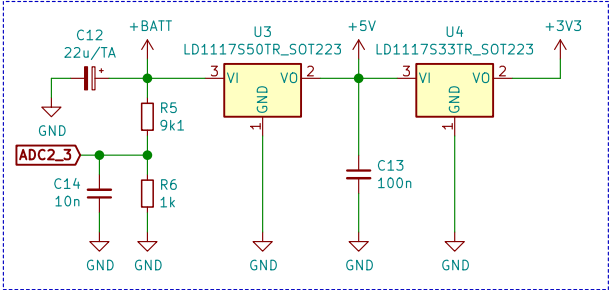 +BATT
C12
22u/TA
+
GND
R5
9k1
ADC2_3
C14
10n
GND
R6
1k
GND
U3
LD1117S50TR_SOT223
3
VI
VO
2
GND
1
GND
+5V
C13
100n
GND
U4
LD1117S33TR_SOT223
3
VI
VO
2
GND
1
GND
+3V3